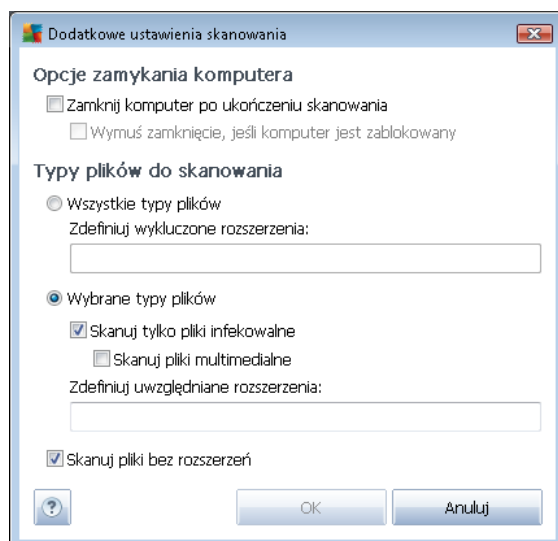 Dodatkowe ustawienia skanowania
Opcje zamykania komputera
Zamknij komputer po ukończeniu skanowania
Wymuś zamknięcie, jeśli komputer jest zablokowany
Typy plików do skanowania
Wszystkie typy plików
Zdefiniuj wykluczone rozszerzenia:
Wybrane typy plików
Skanuj tylko pliki infekowalne
Skanuj pliki multimedialne
Zdefiniuj uwzględniane rozszerzenia:
Skanuj pliki bez rozszerzeń
? OK Anuluj